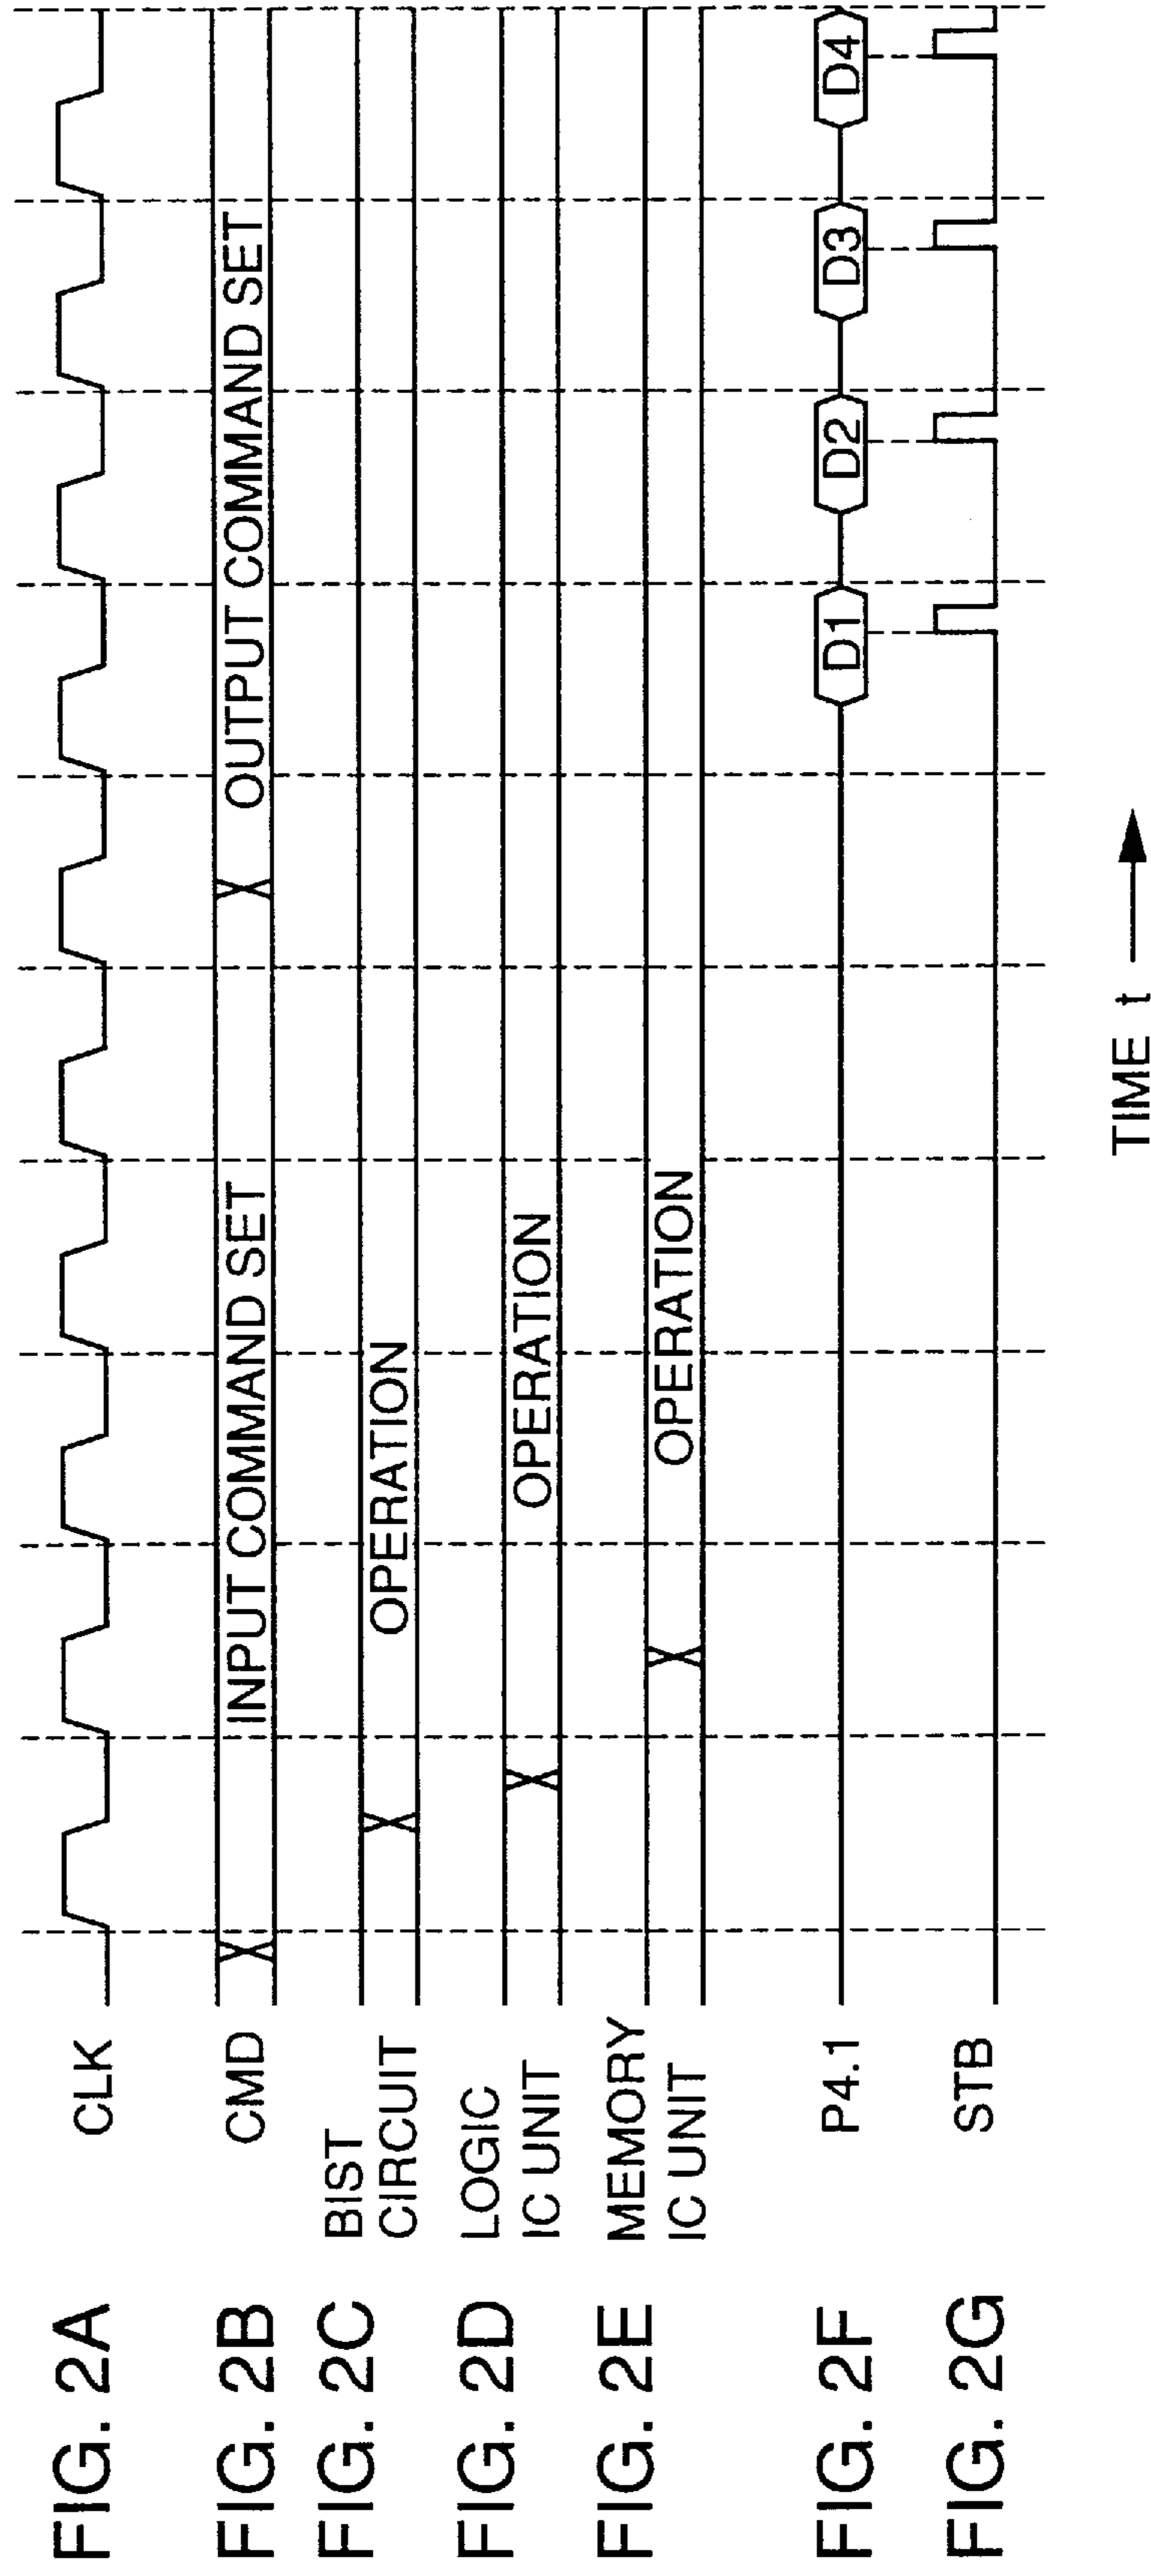 FIG. 2A
CLK
FIG. 2B
CMD
INPUT COMMAND SET
OUTPUT COMMAND SET
FIG. 2C
BIST
CIRCUIT
OPERATION
FIG. 2D
LOGIC
IC UNIT
OPERATION
FIG. 2E
MEMORY
IC UNIT
OPERATION
FIG. 2F
P4.1
D1
D2
D3
D4
FIG. 2G
STB
TIME t